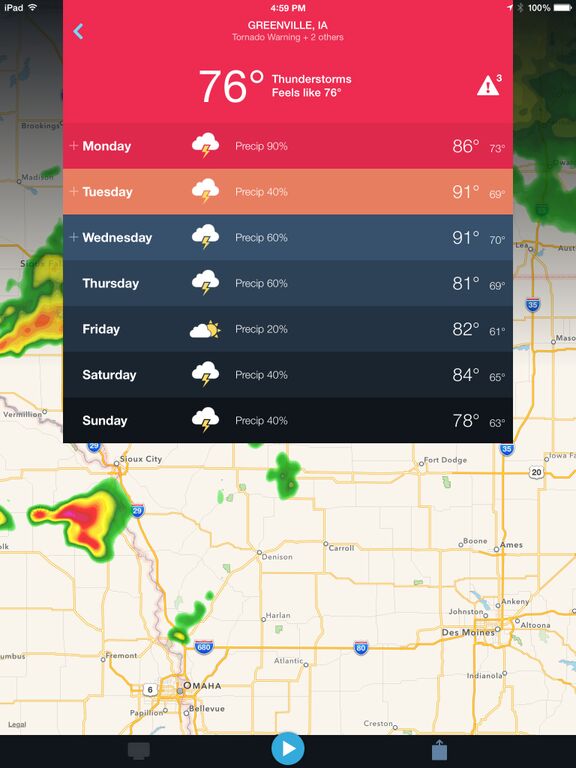 iPad 4:59 PM 100%
GREENVILLE, IA
Tornado Warning + 2 others
76° Thunderstorms
Feels like 76°
3
+ Monday Precip 90% 86° 73°
+ Tuesday Precip 40% 91° 69°
+ Wednesday Precip 60% 91° 70°
Thursday Precip 60% 81° 69°
Friday Precip 20% 82° 61°
Saturday Precip 40% 84° 65°
Sunday Precip 40% 78° 63°
Brookings
Madison
Sioux Fal
Lea
Aust
35
Maso
Vermillion
29
Sioux City
35
Fort Dodge
Iowa Fa
20
29
olk
Boone
Ames
Carroll
Denison
Ankeny
Johnston
Altoona
Harlan
Des Moines
680
80
umbus
Fremont
Atlantic
Indianola
6
OMAHA
Papillion
Bellevue
Creston
Legal